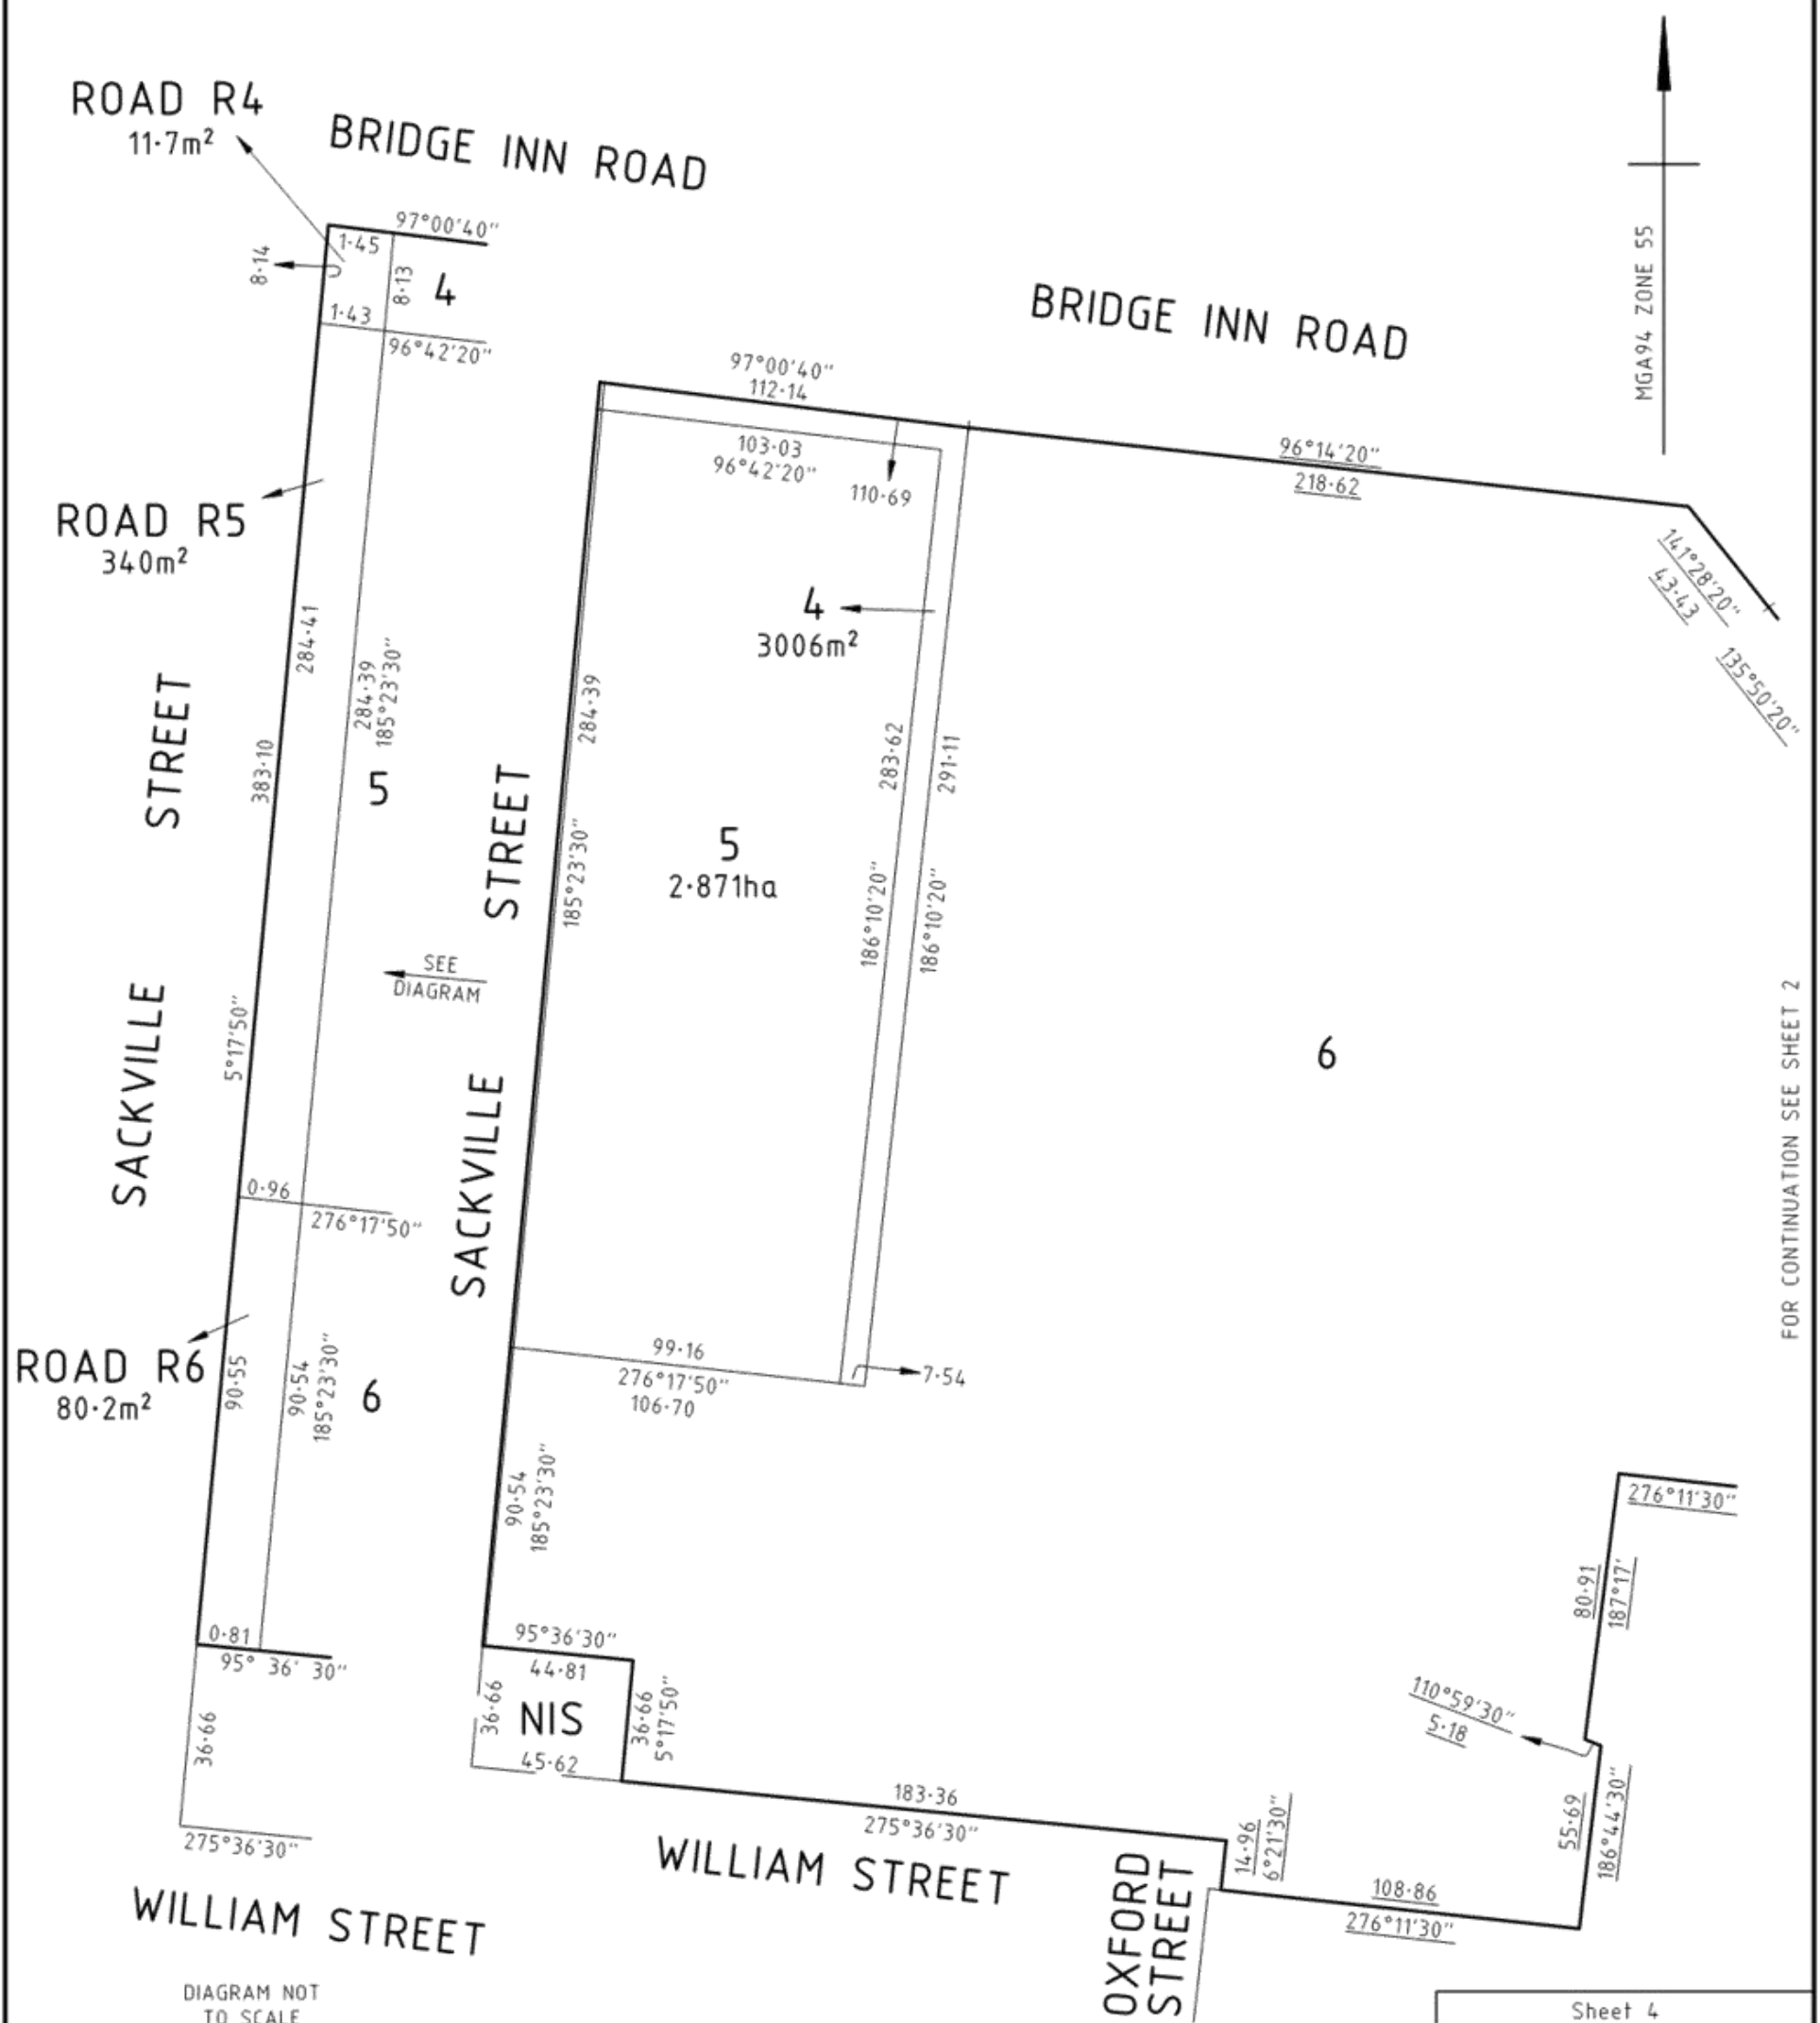 ROAD R4
11·7m²
BRIDGE INN ROAD
97°00'40"
1·45
8·14
8·13
4
1·43
96°42'20"
MGA94 ZONE 55
BRIDGE INN ROAD
97°00'40"
112·14
103·03
96°42'20"
110·69
96°14'20"
218·62
141°28'20"
43·43
135°50'20"
ROAD R5
340m²
4
3006m²
284·41
284·39
185°23'30"
383·10
5
SACKVILLE STREET
284·39
185°23'30"
283·62
291·11
186°10'20"
186°10'20"
5
2·871ha
SACKVILLE STREET
SEE
DIAGRAM
5°17'50"
6
FOR CONTINUATION SEE SHEET 2
0·96
276°17'50"
ROAD R6
80·2m²
90·55
90·54
185°23'30"
6
99·16
276°17'50"
106·70
7·54
90·54
185°23'30"
276°11'30"
80·91
187°17'
0·81
95° 36' 30"
95°36'30"
44·81
36·66
36·66
NIS
36·66
5°17'50"
45·62
110°59'30"
5·18
183·36
275°36'30"
275°36'30"
14·96
6°21'30"
55·69
186°44'30"
WILLIAM STREET
WILLIAM STREET
OXFORD
STREET
108·86
276°11'30"
DIAGRAM NOT
TO SCALE
Sheet 4